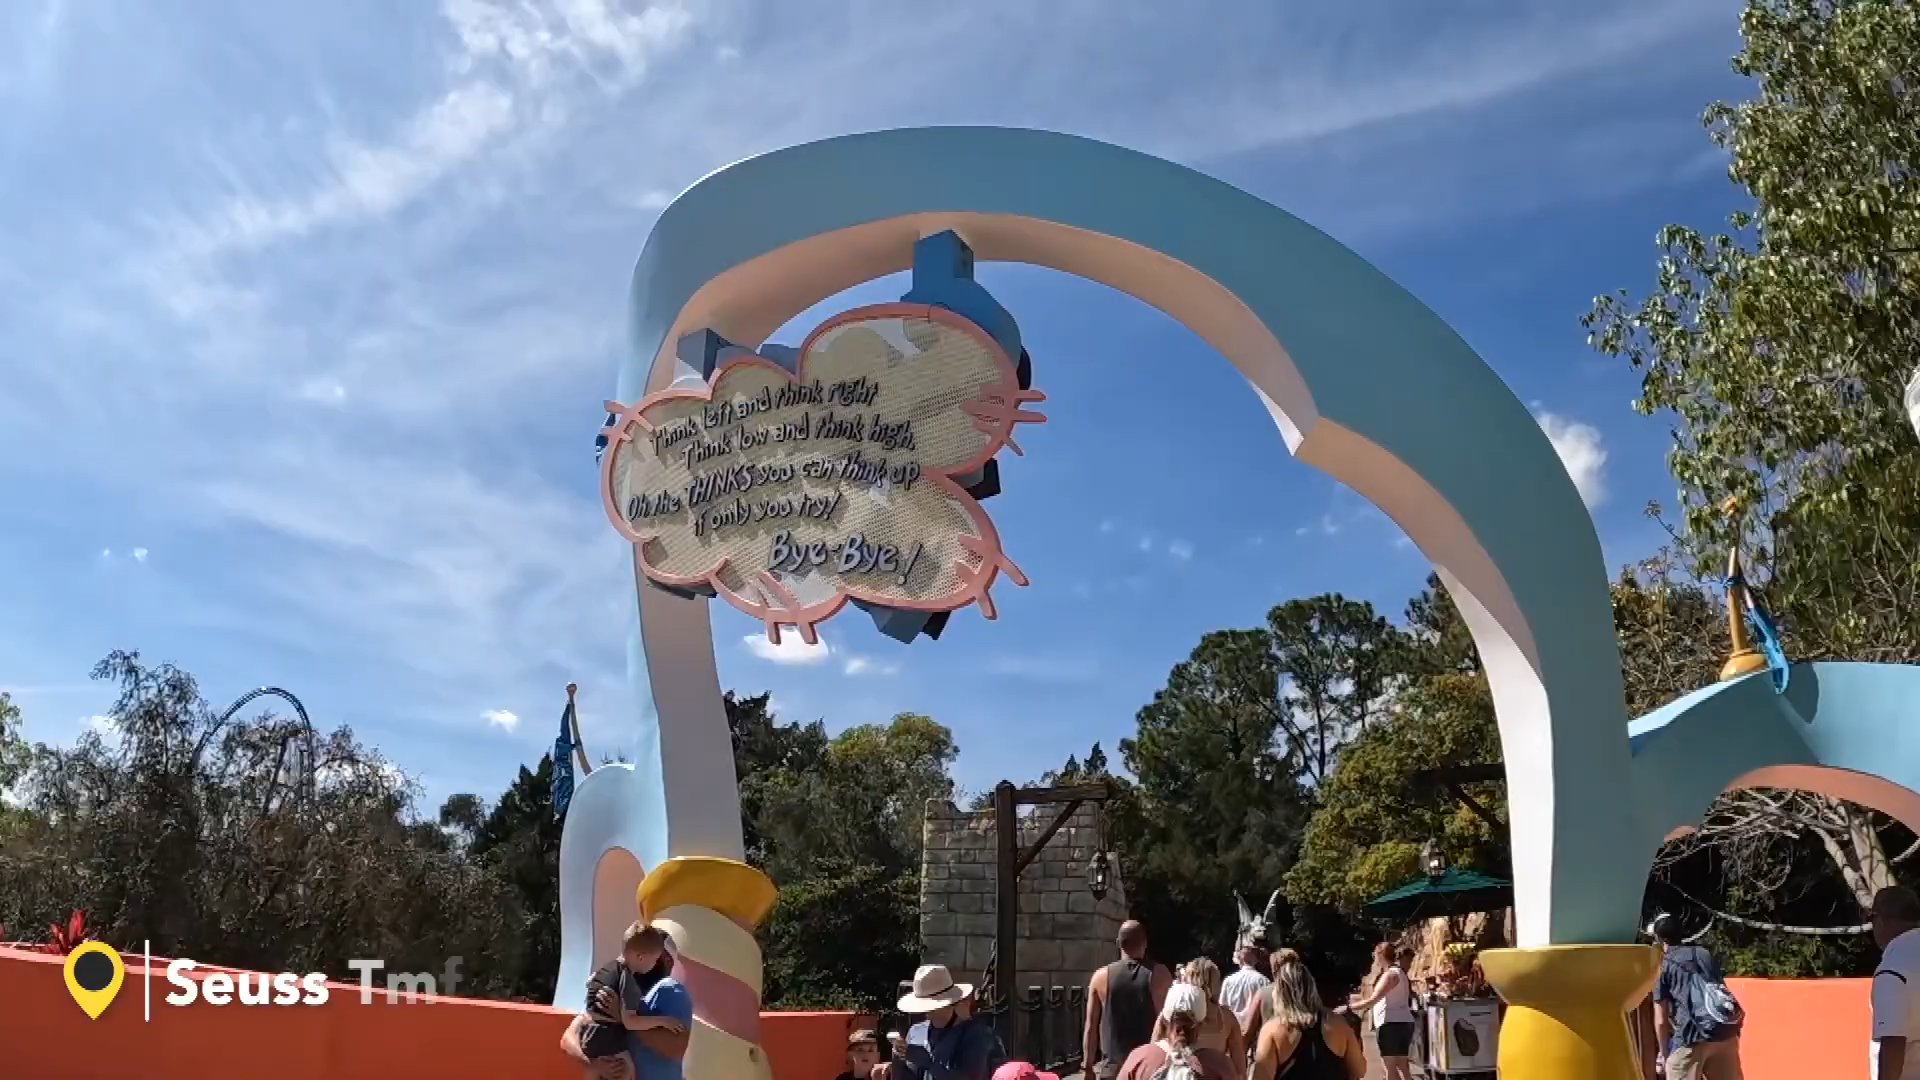 Think left and think right
Think low and think high.
Oh the THINKS you can think up
if only you try!
Bye-Bye!
Seuss Tmf